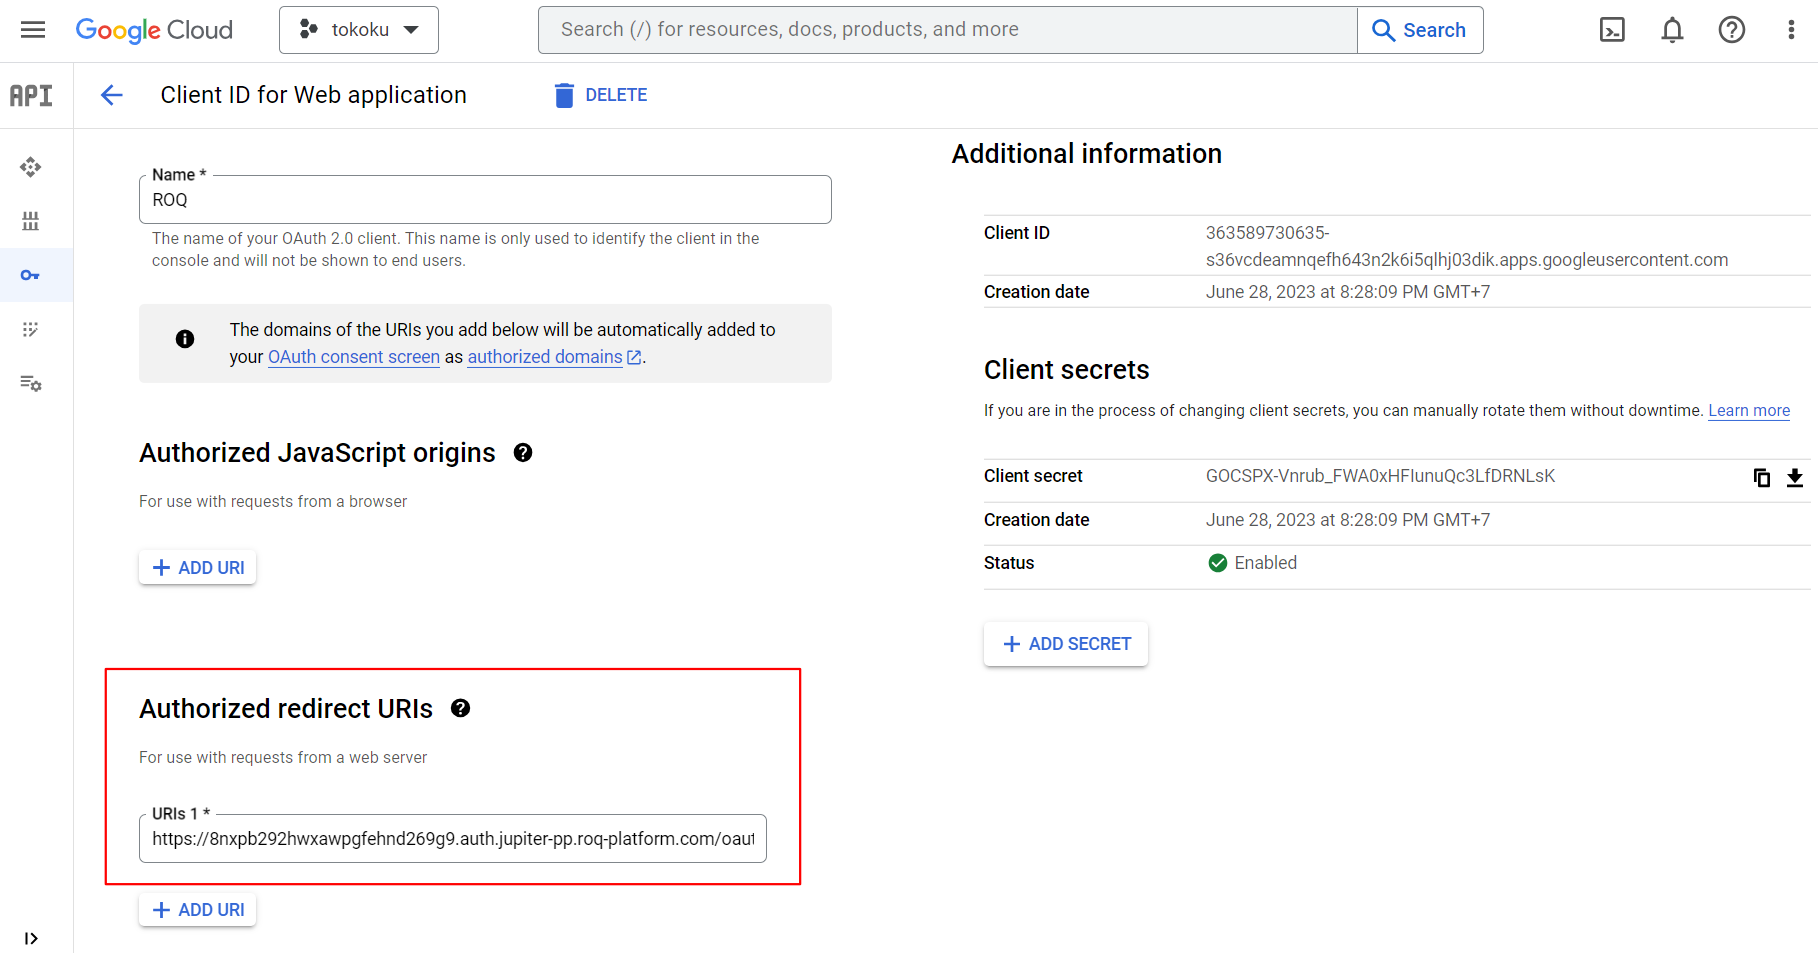 Google Cloud
tokoku
Search (/) for resources, docs, products, and more
Search
API
Client ID for Web application
DELETE
Name *
ROQ
The name of your OAuth 2.0 client. This name is only used to identify the client in the
console and will not be shown to end users.
The domains of the URIs you add below will be automatically added to
your OAuth consent screen as authorized domains.
Authorized JavaScript origins
For use with requests from a browser
ADD URI
Authorized redirect URIs
For use with requests from a web server
URIs 1 *
https://8nxpb292hwxawpgfehnd269g9.auth.jupiter-pp.roq-platform.com/oaut
ADD URI
Additional information
Client ID
363589730635-
s36vcdeamnqefh643n2k6i5qlhj03dik.apps.googleusercontent.com
Creation date
June 28, 2023 at 8:28:09 PM GMT+7
Client secrets
If you are in the process of changing client secrets, you can manually rotate them without downtime. Learn more
Client secret
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
Creation date
June 28, 2023 at 8:28:09 PM GMT+7
Status
Enabled
ADD SECRET